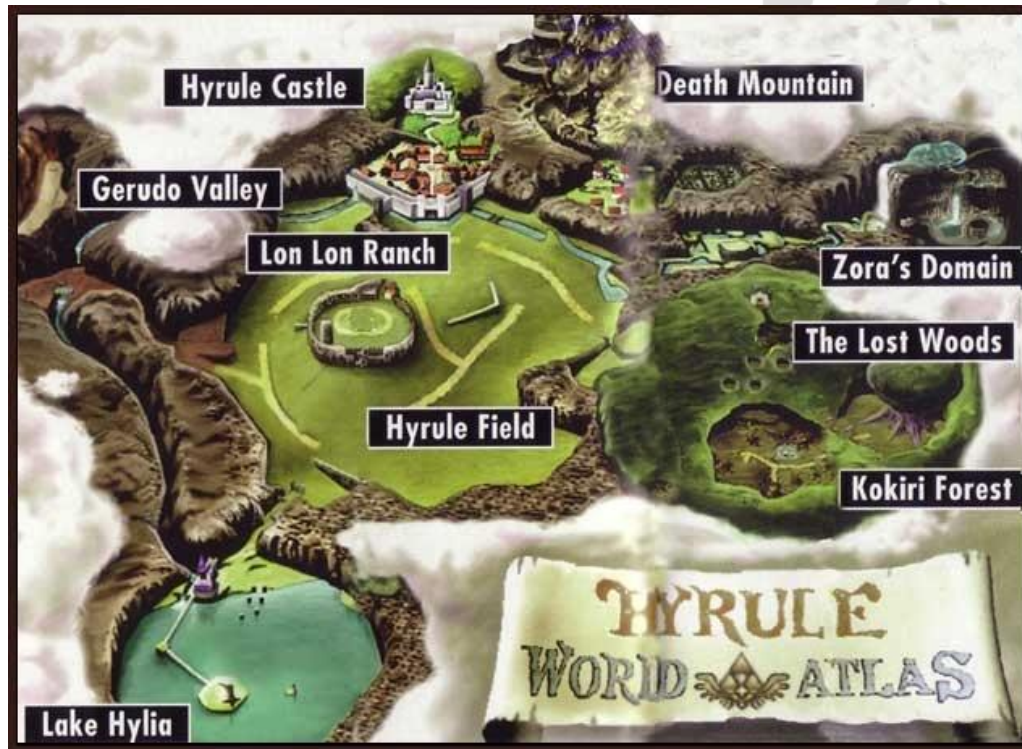 Hyrule Castle
Death Mountain
Gerudo Valley
Lon Lon Ranch
Zora's Domain
The Lost Woods
Hyrule Field
Kokiri Forest
HYRULE
WORLD ATLAS
Lake Hylia